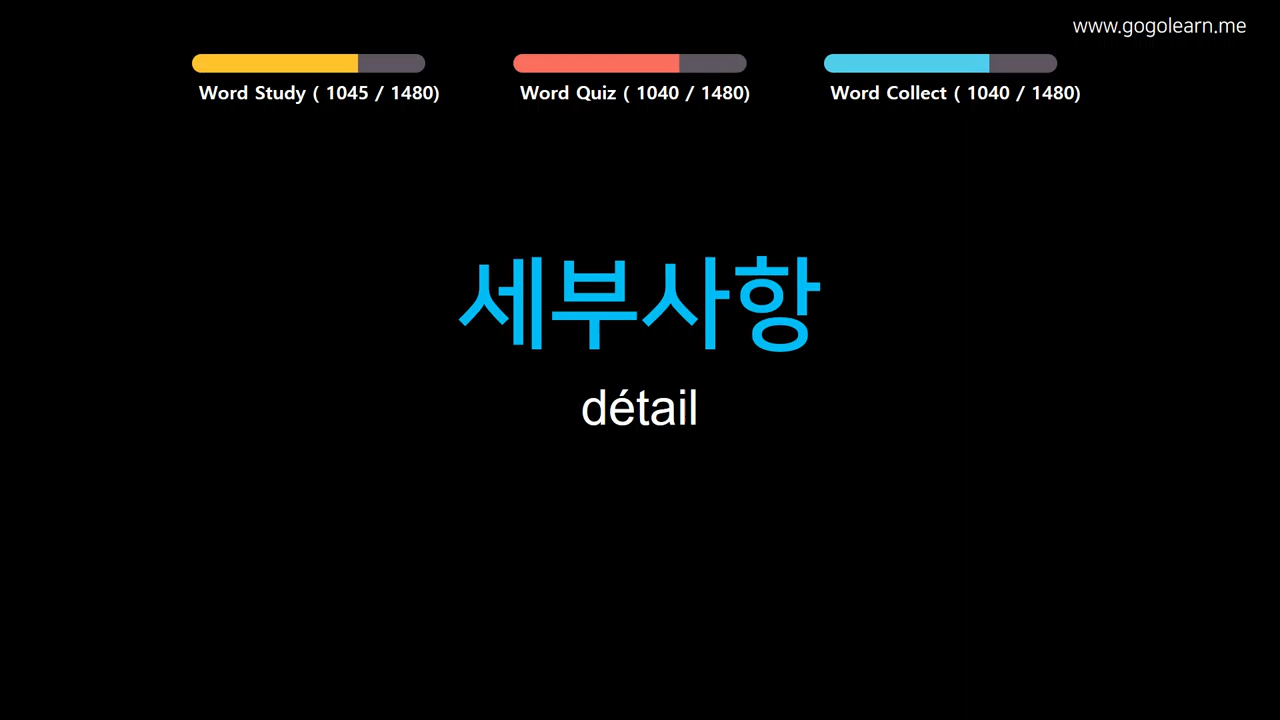 www.gogolearn.me
Word Study ( 1045 / 1480)
Word Quiz ( 1040 / 1480)
Word Collect ( 1040 / 1480)
세부사항
détail